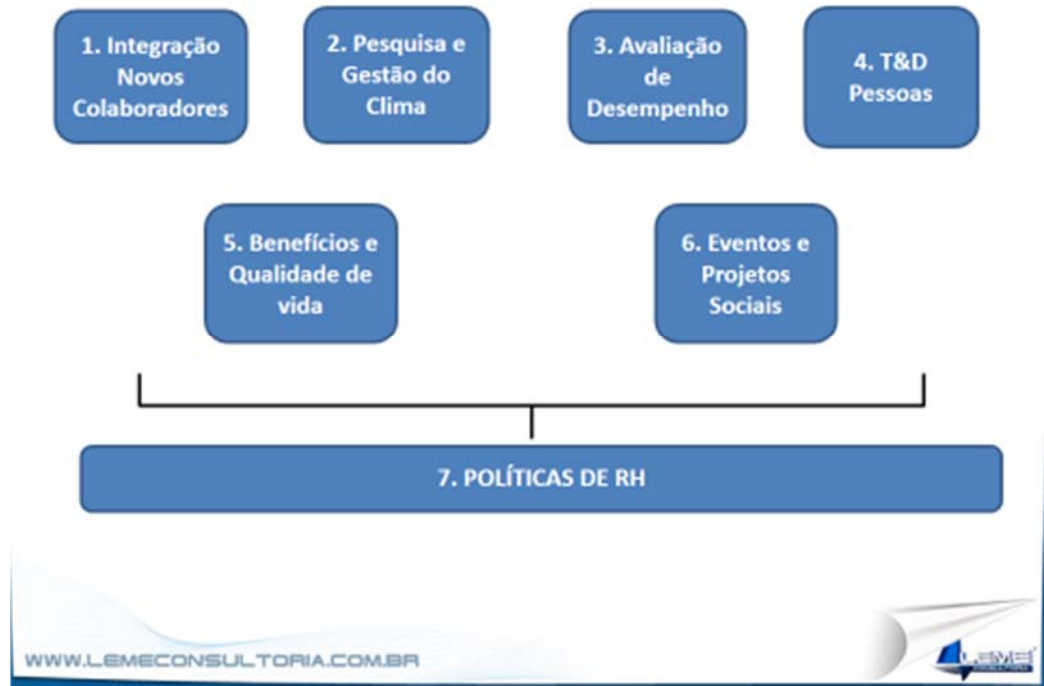 1. Integração
Novos
Colaboradores
2. Pesquisa e
Gestão do
Clima
3. Avaliação
de
Desempenho
4. T&D
Pessoas
5. Benefícios e
Qualidade de
vida
6. Eventos e
Projetos
Sociais
7. POLÍTICAS DE RH
WWW.LEMECONSULTORIA.COM.BR
LEME